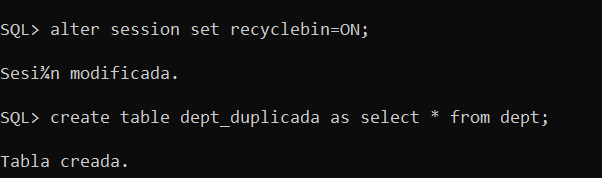 SQL> alter session set recyclebin=ON;
Sesi¾n modificada.
SQL> create table dept_duplicada as select * from dept;
Tabla creada.